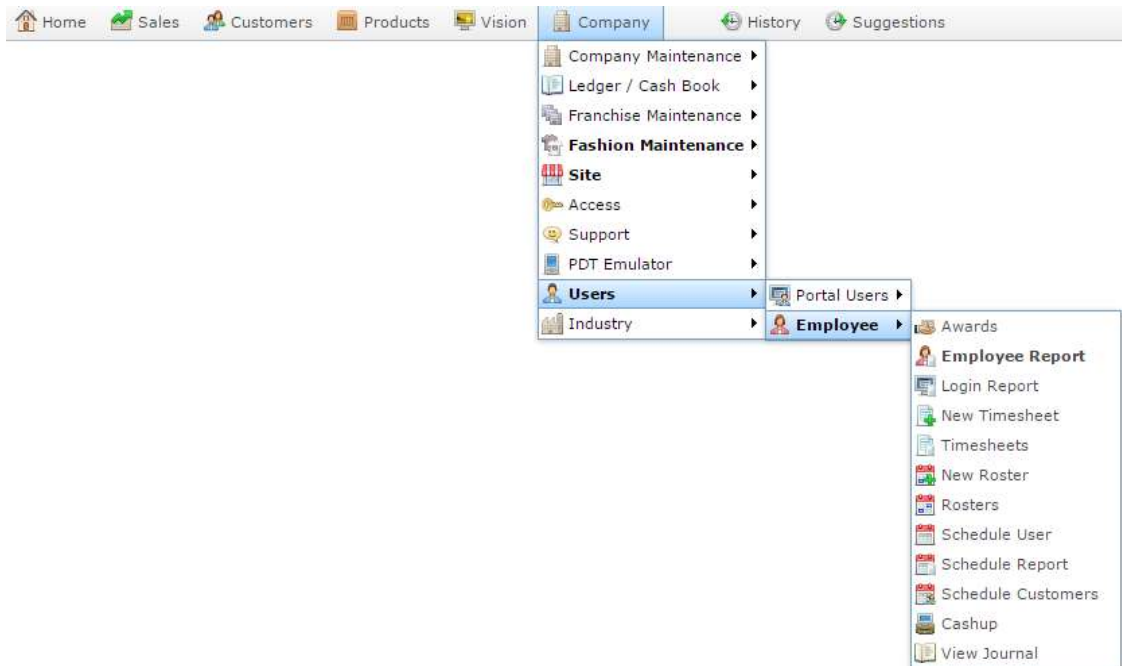 Home Sales Customers Products Vision Company History Suggestions
Company Maintenance
Ledger / Cash Book
Franchise Maintenance
Fashion Maintenance
Site
Access
Support
PDT Emulator
Users
Industry
Portal Users
Employee
Awards
Employee Report
Login Report
New Timesheet
Timesheets
New Roster
Rosters
Schedule User
Schedule Report
Schedule Customers
Cashup
View Journal